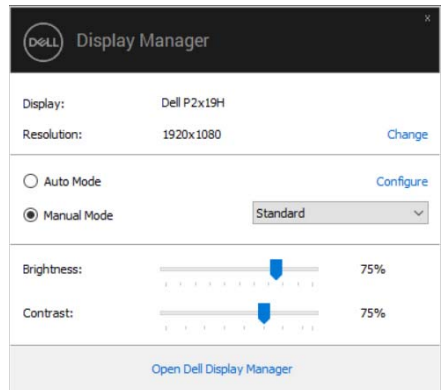 x
DELL Display Manager
Display: Dell P2x19H
Resolution: 1920x1080 Change
Auto Mode Configure
Manual Mode Standard
Brightness: 75%
Contrast: 75%
Open Dell Display Manager